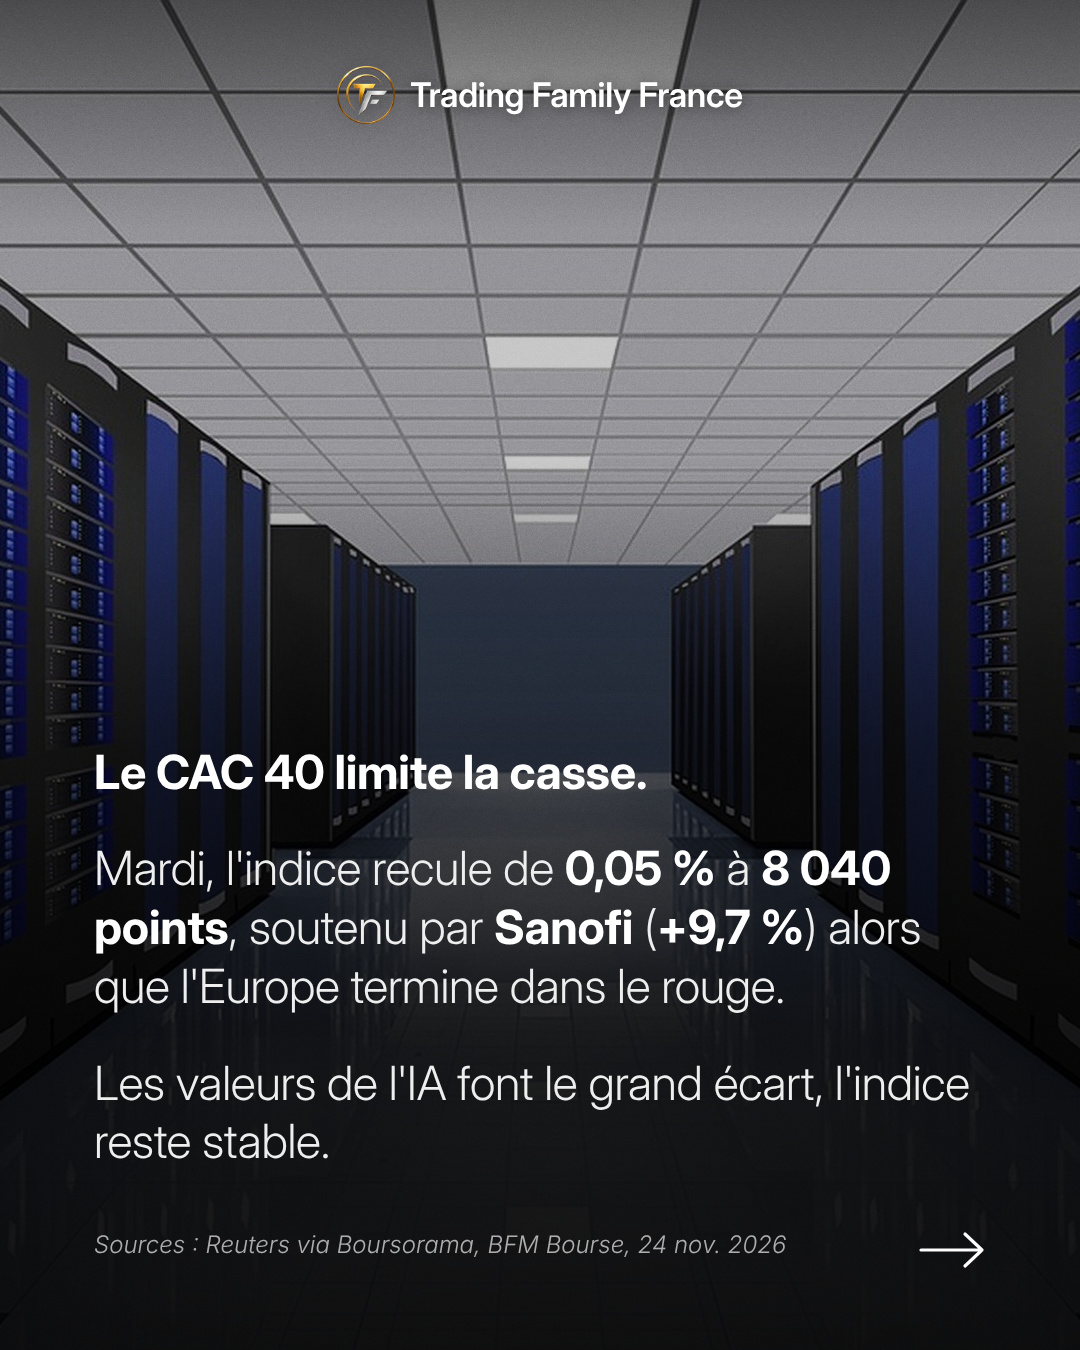 TF Trading Family France
Le CAC 40 limite la casse.
Mardi, l'indice recule de 0,05 % à 8 040
points, soutenu par Sanofi (+9,7 %) alors
que l'Europe termine dans le rouge.
Les valeurs de l'IA font le grand écart, l'indice
reste stable.
Sources : Reuters via Boursorama, BFM Bourse, 24 nov. 2026